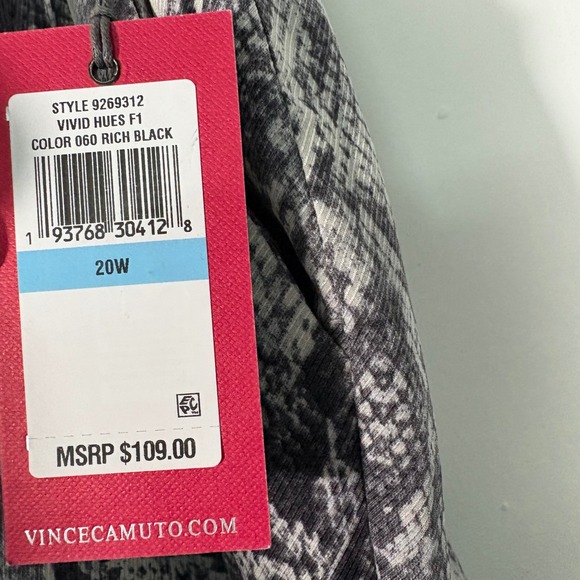 STYLE 9269312
VIVID HUES F1
COLOR 060 RICH BLACK
1 93768 30412 8
20W
EPC
MSRP $109.00
VINCECAMUTO.COM